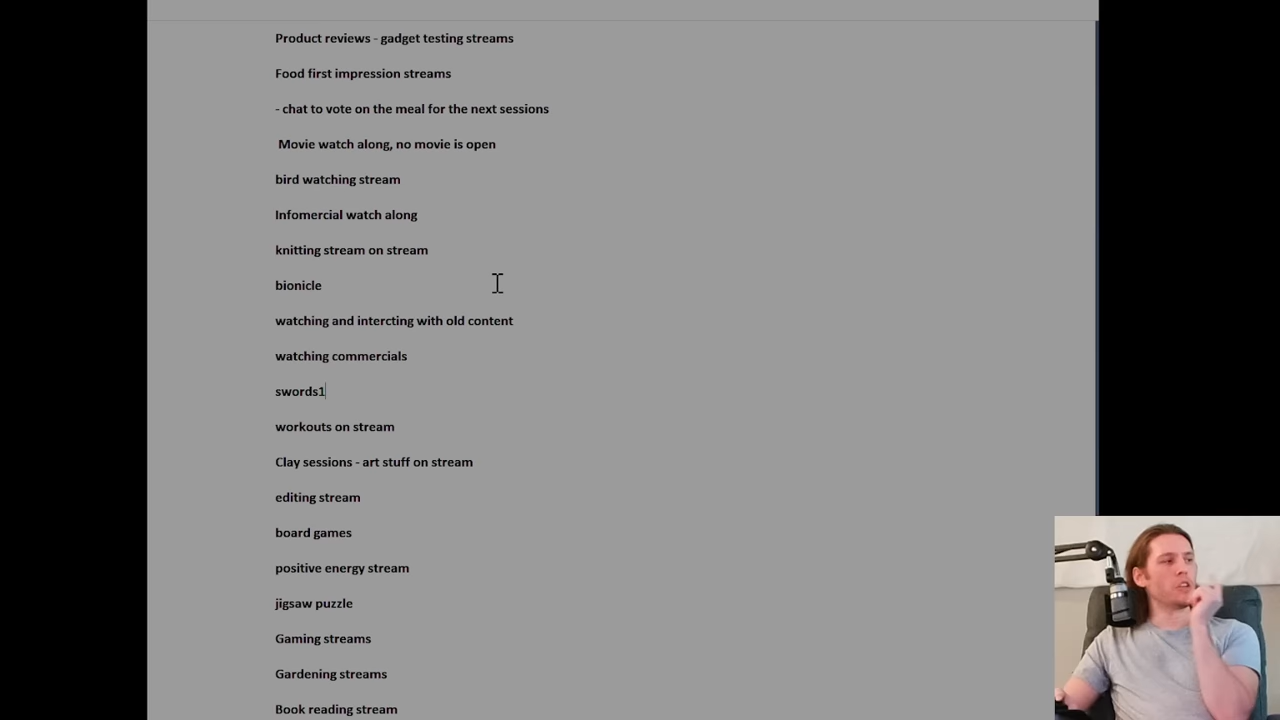 Product reviews - gadget testing streams
Food first impression streams
- chat to vote on the meal for the next sessions
Movie watch along, no movie is open
bird watching stream
Infomercial watch along
knitting stream on stream
bionicle
watching and intercting with old content
watching commercials
swords1
workouts on stream
Clay sessions - art stuff on stream
editing stream
board games
positive energy stream
jigsaw puzzle
Gaming streams
Gardening streams
Book reading stream